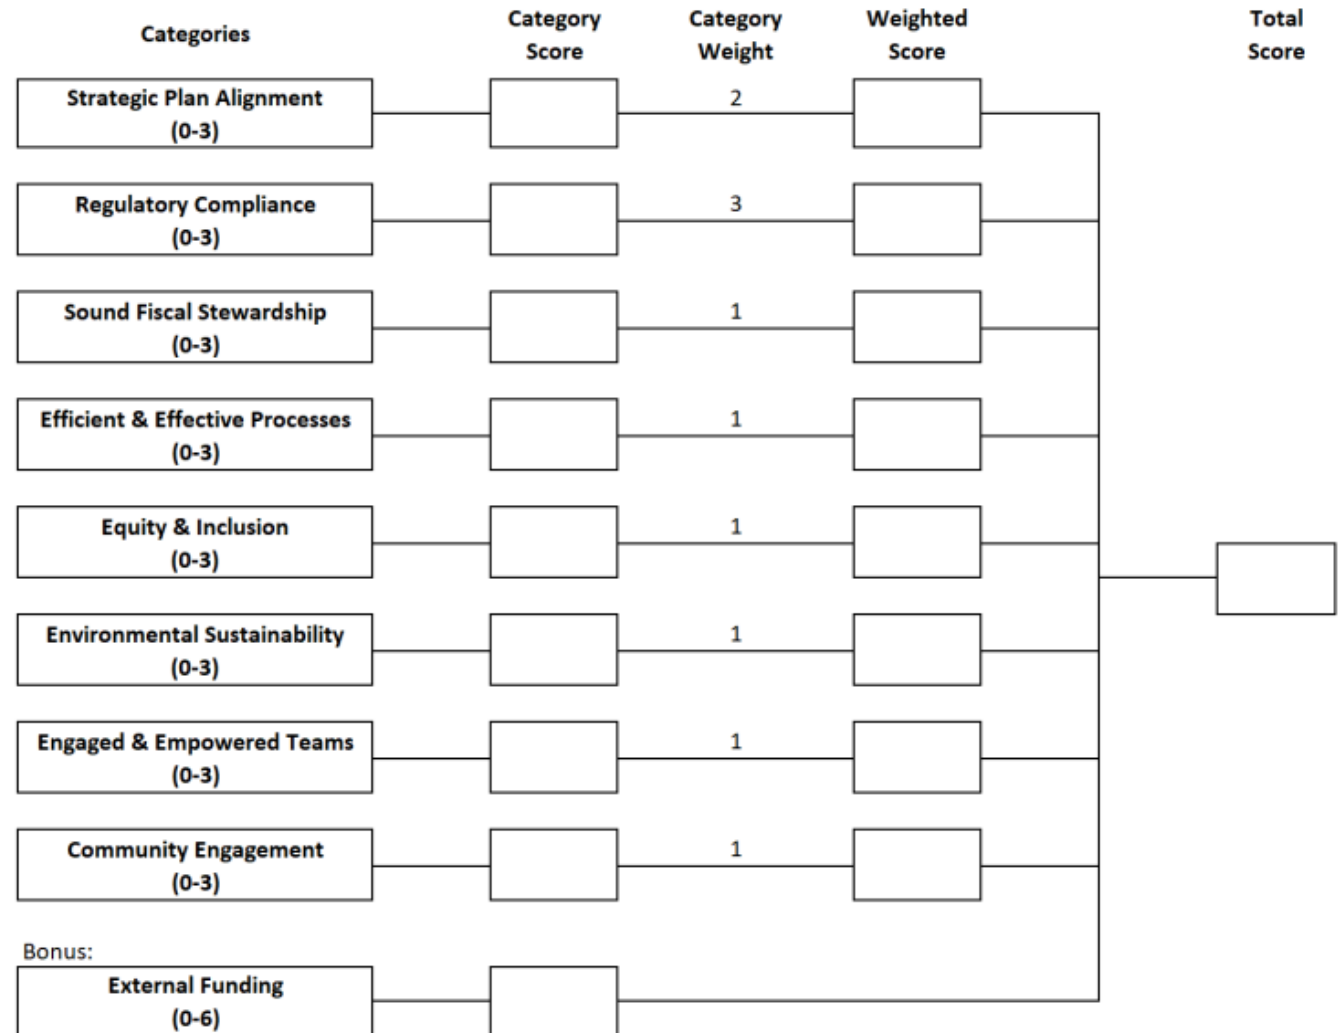 Categories
Category
Score
Category
Weight
Weighted
Score
Total
Score
Strategic Plan Alignment
(0-3)
2
Regulatory Compliance
(0-3)
3
Sound Fiscal Stewardship
(0-3)
1
Efficient & Effective Processes
(0-3)
1
Equity & Inclusion
(0-3)
1
Environmental Sustainability
(0-3)
1
Engaged & Empowered Teams
(0-3)
1
Community Engagement
(0-3)
1
Bonus:
External Funding
(0-6)